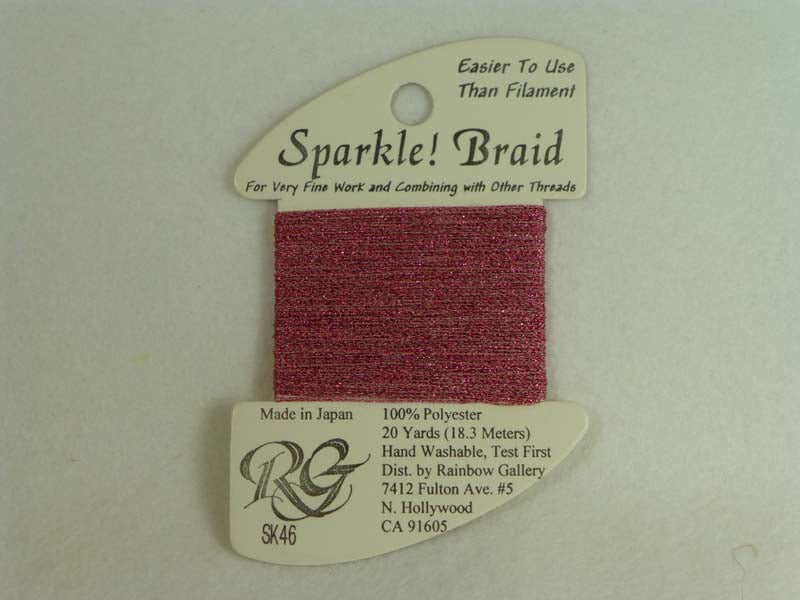 Easier To Use
Than Filament
Sparkle! Braid
For Very Fine Work and Combining with Other Threads
Made in Japan
RG
SK46
100% Polyester
20 Yards (18.3 Meters)
Hand Washable, Test First
Dist. by Rainbow Gallery
7412 Fulton Ave. #5
N. Hollywood
CA 91605